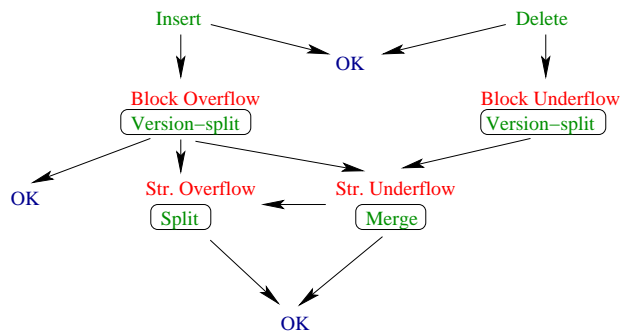 Insert
Delete
OK
Block Overflow
Version−split
Block Underflow
Version−split
OK
Str. Overflow
Split
Str. Underflow
Merge
OK